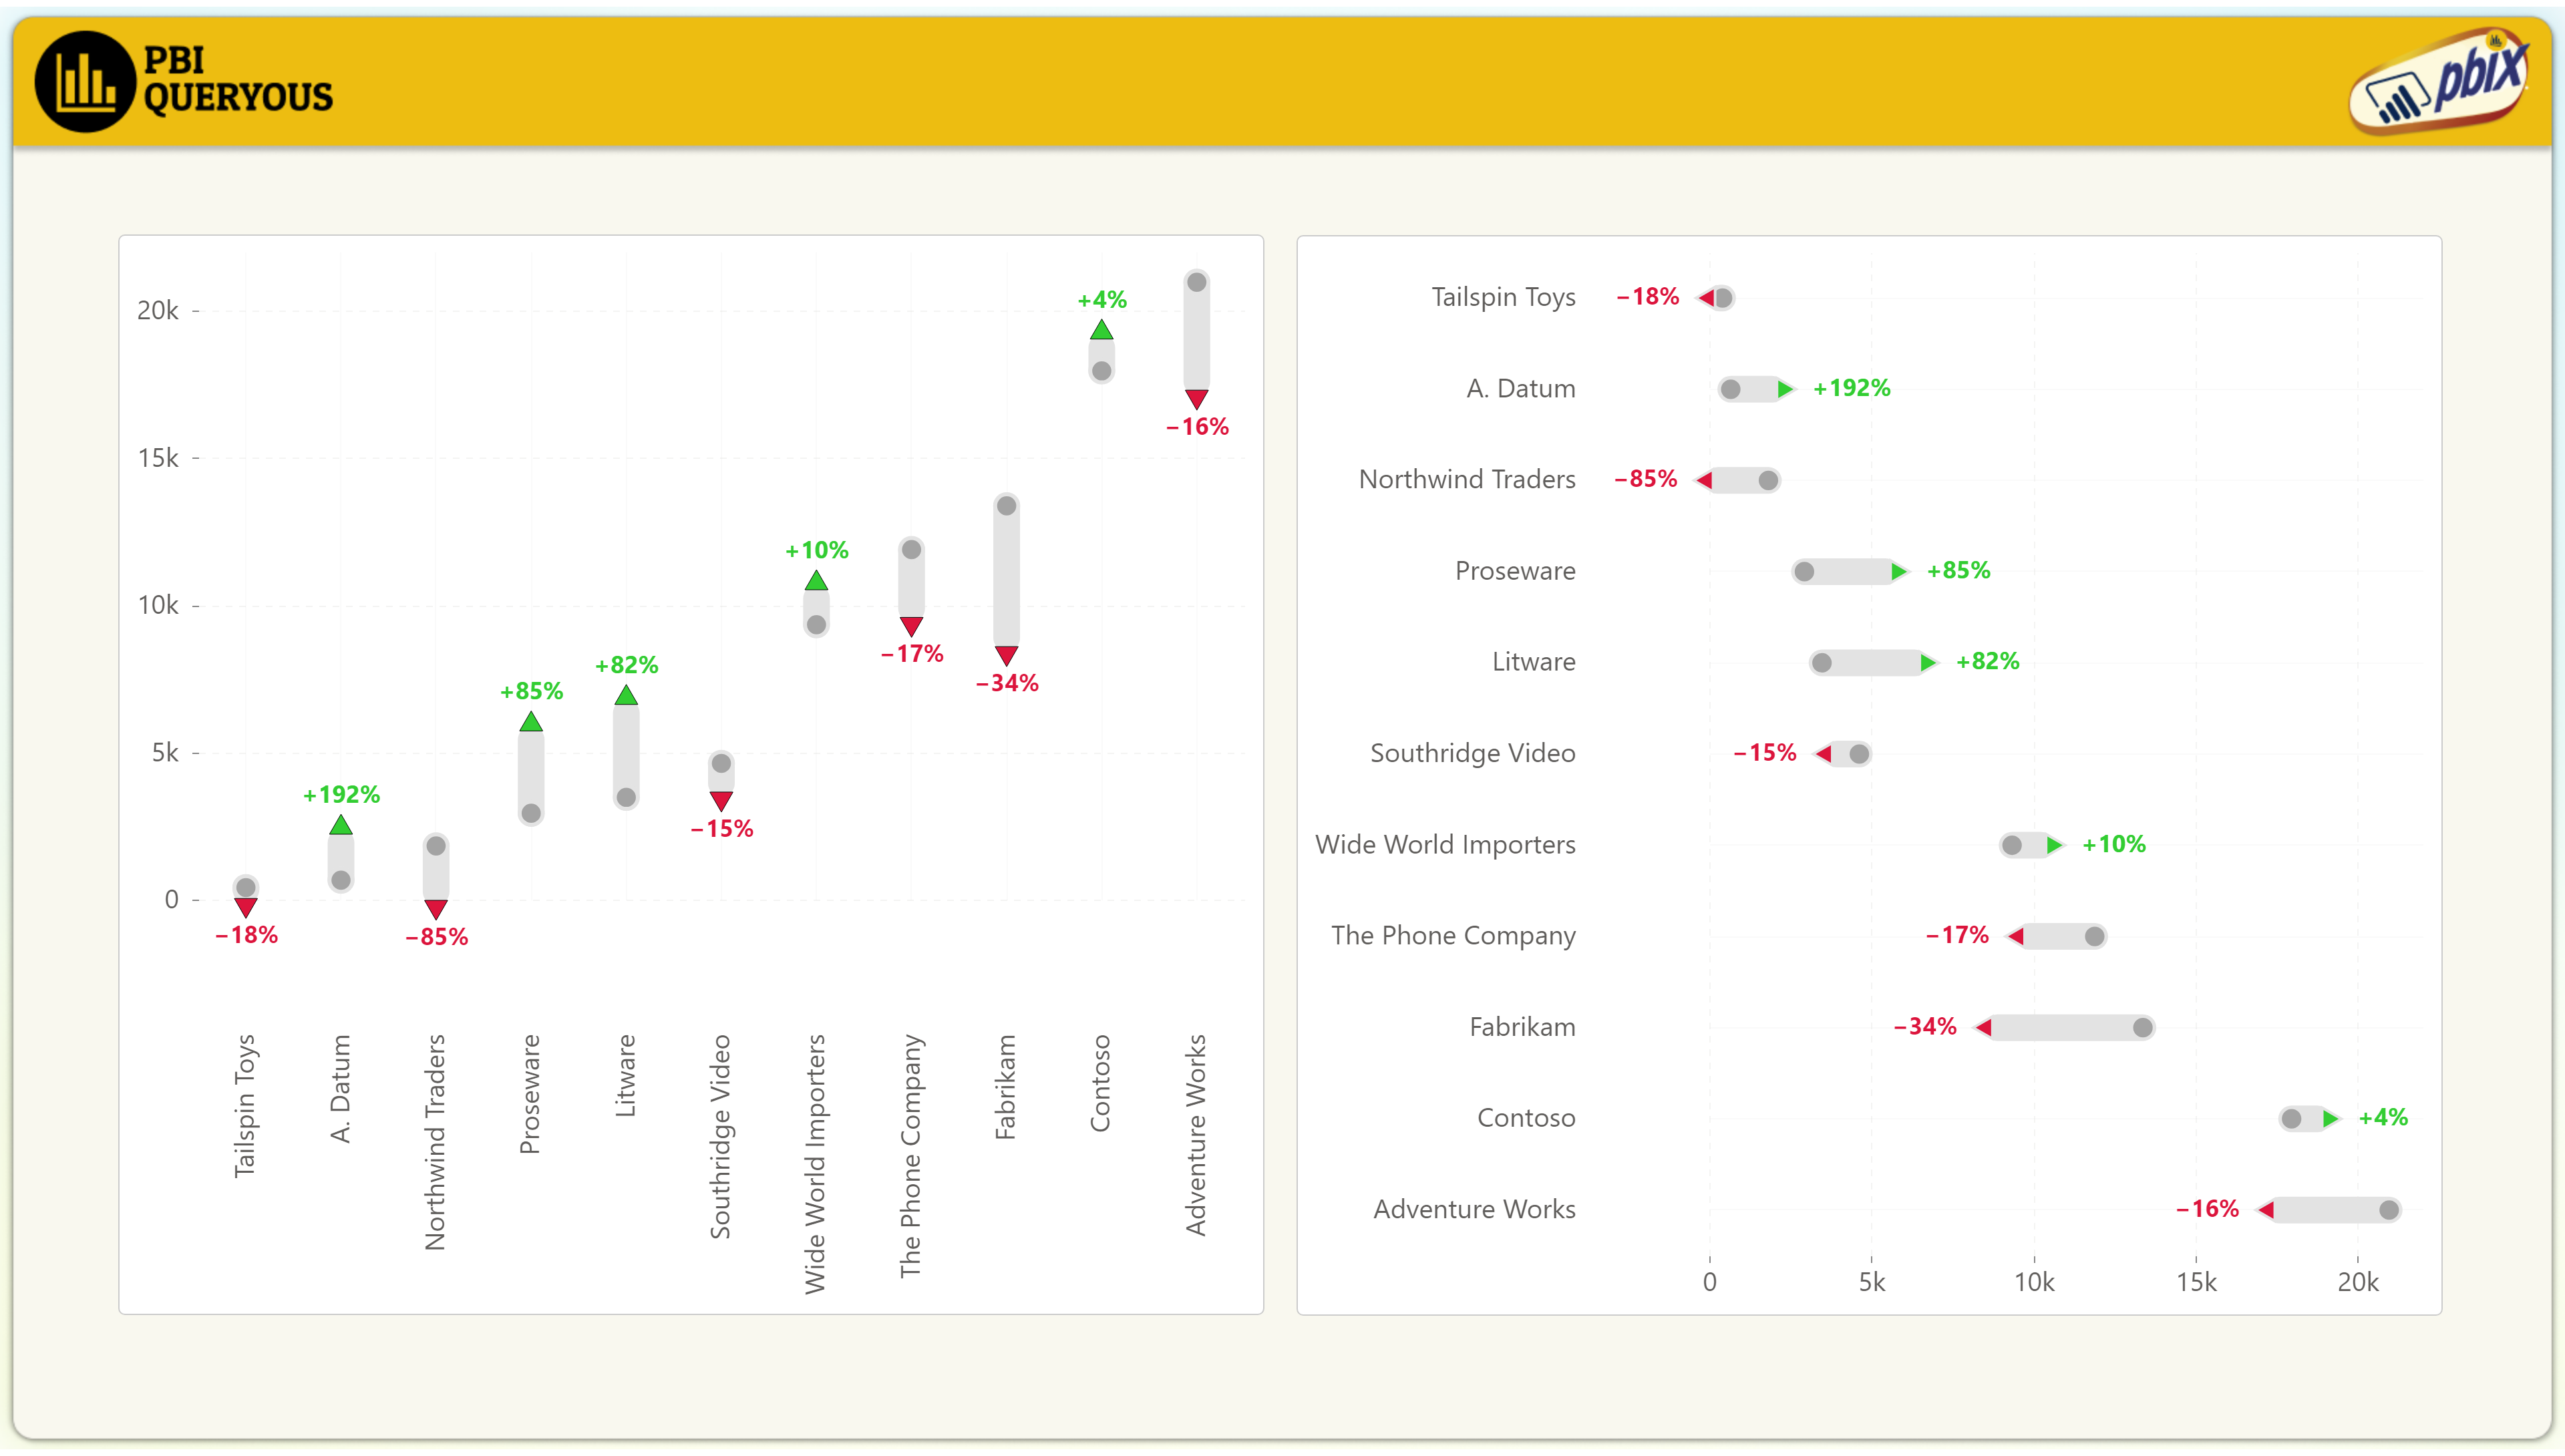 PBI
QUERYOUS
pbix
20k
15k
10k
5k
0
−18%
+192%
−85%
+85%
+82%
−15%
+10%
−17%
−34%
+4%
−16%
Tailspin Toys
A. Datum
Northwind Traders
Proseware
Litware
Southridge Video
Wide World Importers
The Phone Company
Fabrikam
Contoso
Adventure Works
Tailspin Toys −18%
A. Datum +192%
Northwind Traders −85%
Proseware +85%
Litware +82%
Southridge Video −15%
Wide World Importers +10%
The Phone Company −17%
Fabrikam −34%
Contoso +4%
Adventure Works −16%
0 5k 10k 15k 20k